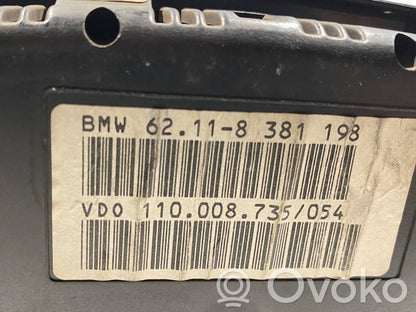 BMW 62.11-8 381 198
VDO 110.008.735/054
Ovoko